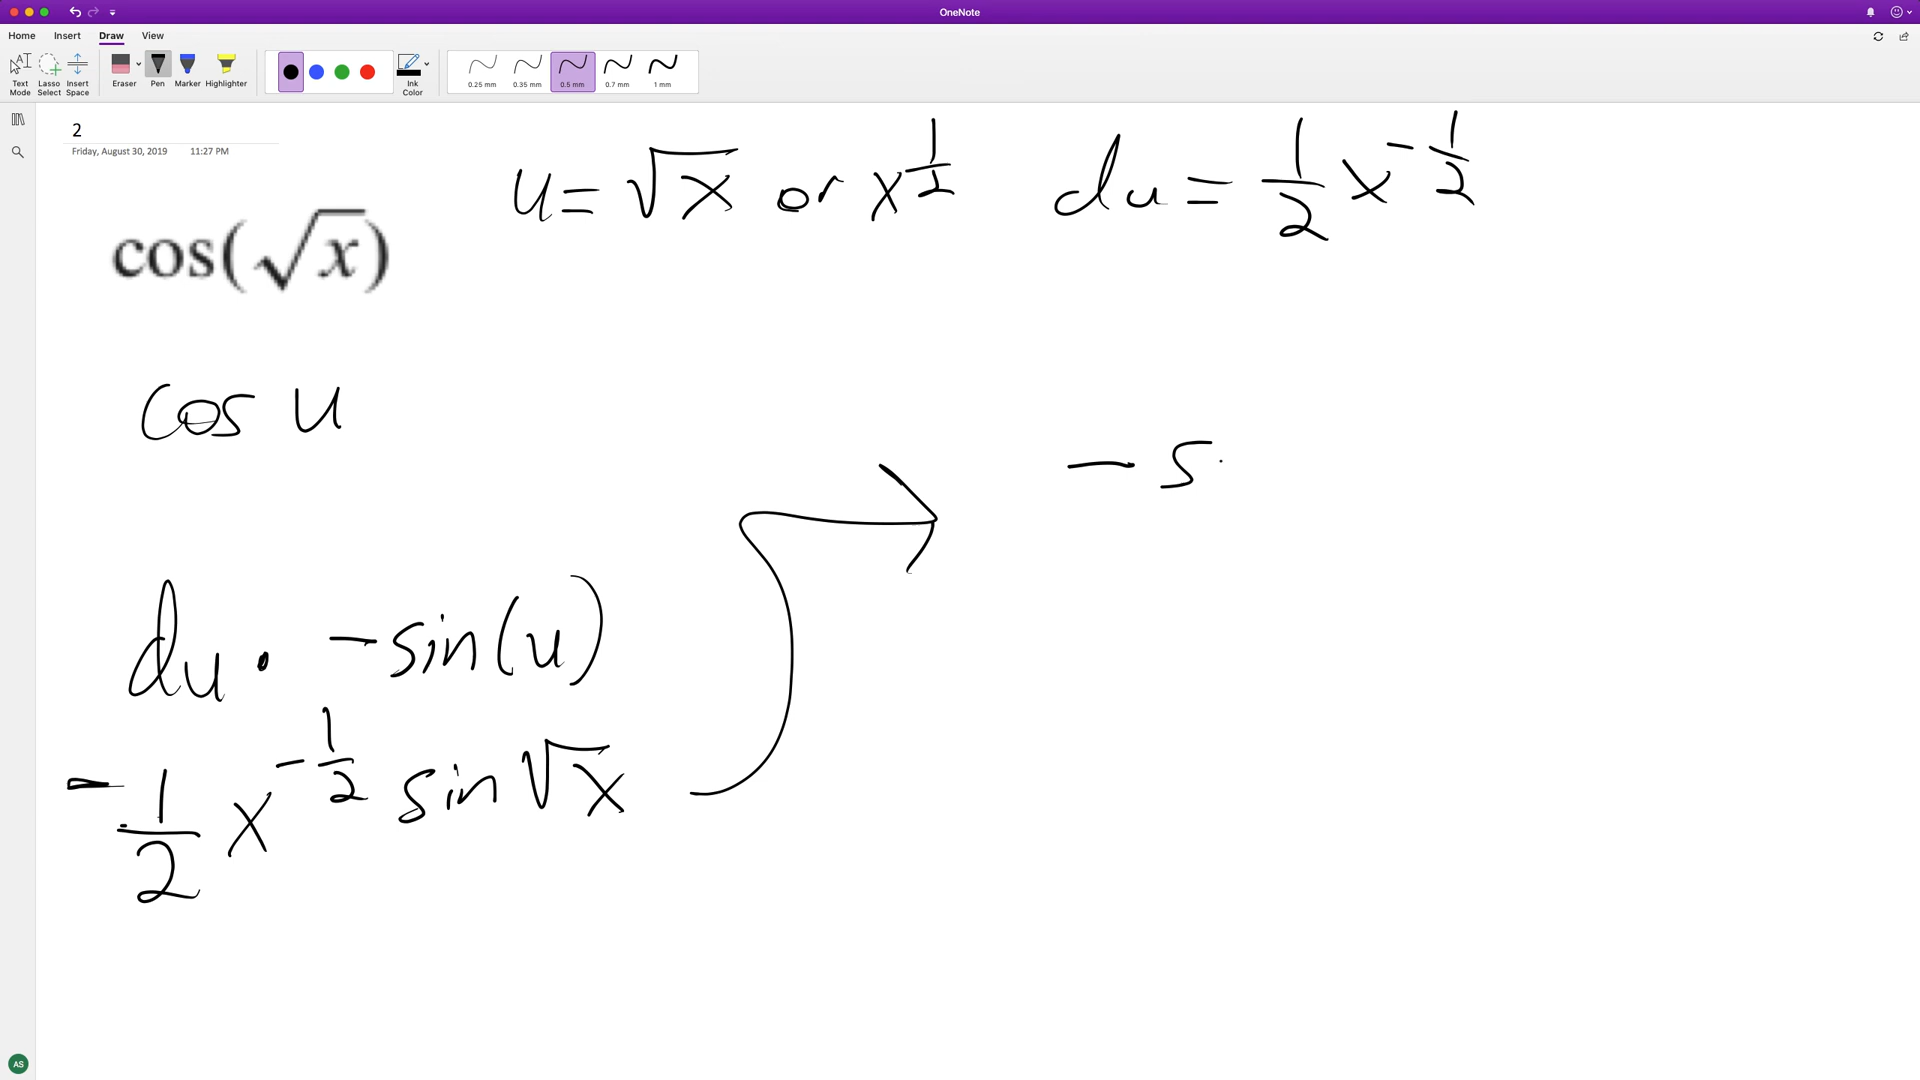 OneNote
Home Insert Draw View
Text Mode Lasso Select Insert Space Eraser Pen Marker Highlighter Ink Color 0.25 mm 0.35 mm 0.5 mm 0.7 mm 1 mm
2
Friday, August 30, 2019 11:27 PM
u = √x or x^(1/2) du = 1/2 x^(-1/2)
cos(√x)
cos u
- s
du · -sin(u)
-1/2 x^(-1/2) sin √x
AS